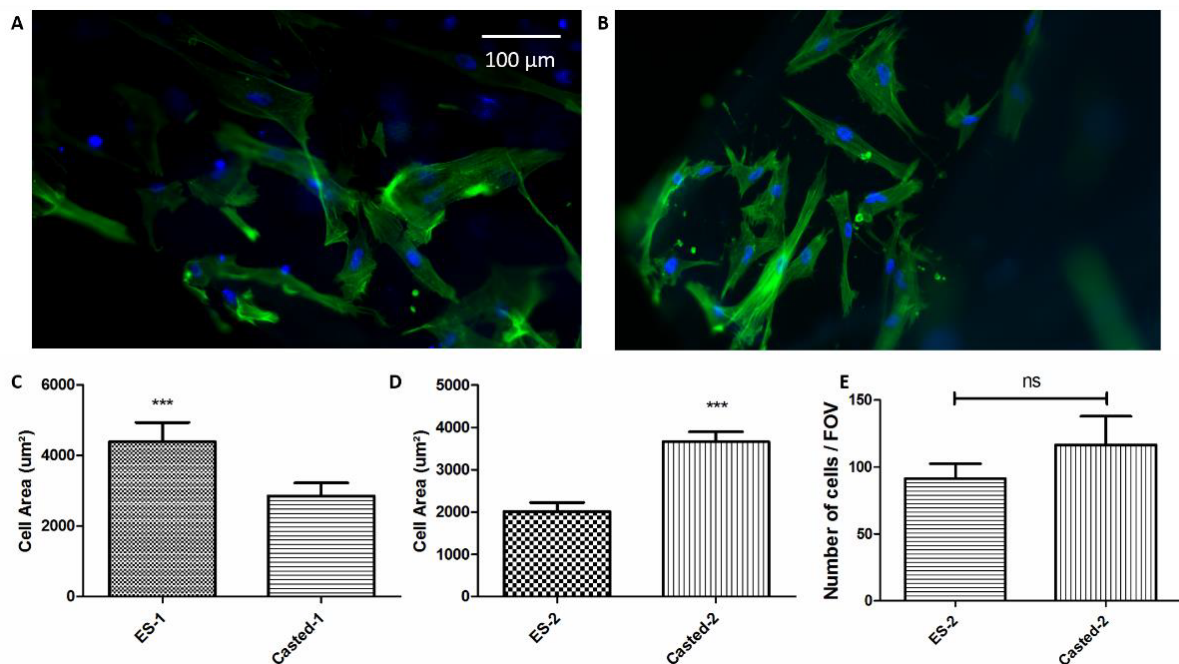 A
100 µm
B
C
6000
4000
2000
0
Cell Area (um²)
***
ES-1
Casted-1
D
5000
4000
3000
2000
1000
0
Cell Area (um²)
***
ES-2
Casted-2
E
150
100
50
0
Number of cells / FOV
ns
ES-2
Casted-2